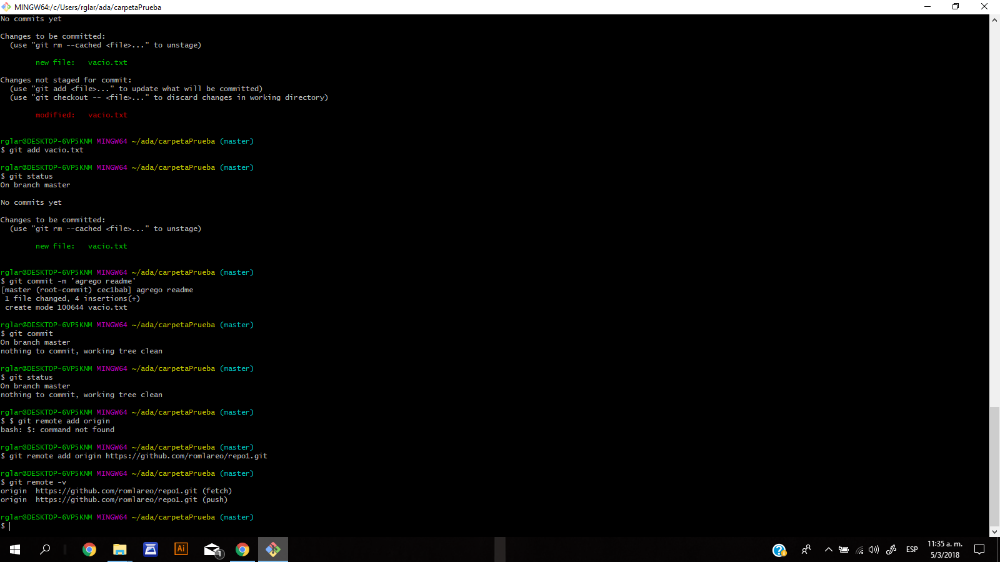 MINGW64:/c/Users/rglar/ada/carpetaPrueba
No commits yet
Changes to be committed:
(use "git rm --cached <file>..." to unstage)
new file:   vacio.txt
Changes not staged for commit:
(use "git add <file>..." to update what will be committed)
(use "git checkout -- <file>..." to discard changes in working directory)
modified:   vacio.txt
rglar@DESKTOP-6VP5KNM MINGW64 ~/ada/carpetaPrueba (master)
$ git add vacio.txt
rglar@DESKTOP-6VP5KNM MINGW64 ~/ada/carpetaPrueba (master)
$ git status
On branch master
No commits yet
Changes to be committed:
(use "git rm --cached <file>..." to unstage)
new file:   vacio.txt
rglar@DESKTOP-6VP5KNM MINGW64 ~/ada/carpetaPrueba (master)
$ git commit -m 'agrego readme'
[master (root-commit) cec1bab] agrego readme
1 file changed, 4 insertions(+)
create mode 100644 vacio.txt
rglar@DESKTOP-6VP5KNM MINGW64 ~/ada/carpetaPrueba (master)
$ git commit
On branch master
nothing to commit, working tree clean
rglar@DESKTOP-6VP5KNM MINGW64 ~/ada/carpetaPrueba (master)
$ git status
On branch master
nothing to commit, working tree clean
rglar@DESKTOP-6VP5KNM MINGW64 ~/ada/carpetaPrueba (master)
$ $ git remote add origin
bash: $: command not found
rglar@DESKTOP-6VP5KNM MINGW64 ~/ada/carpetaPrueba (master)
$ git remote add origin https://github.com/romlareo/repo1.git
rglar@DESKTOP-6VP5KNM MINGW64 ~/ada/carpetaPrueba (master)
$ git remote -v
origin  https://github.com/romlareo/repo1.git (fetch)
origin  https://github.com/romlareo/repo1.git (push)
rglar@DESKTOP-6VP5KNM MINGW64 ~/ada/carpetaPrueba (master)
$
Ai
1
?
ESP
11:35 a. m.
5/3/2018